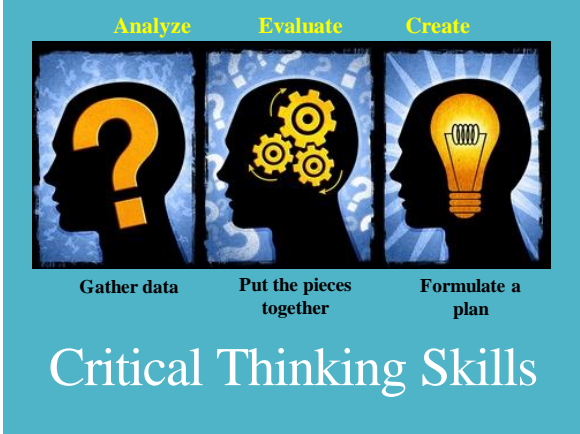 Analyze Evaluate Create
Gather data
Put the pieces
together
Formulate a
plan
Critical Thinking Skills